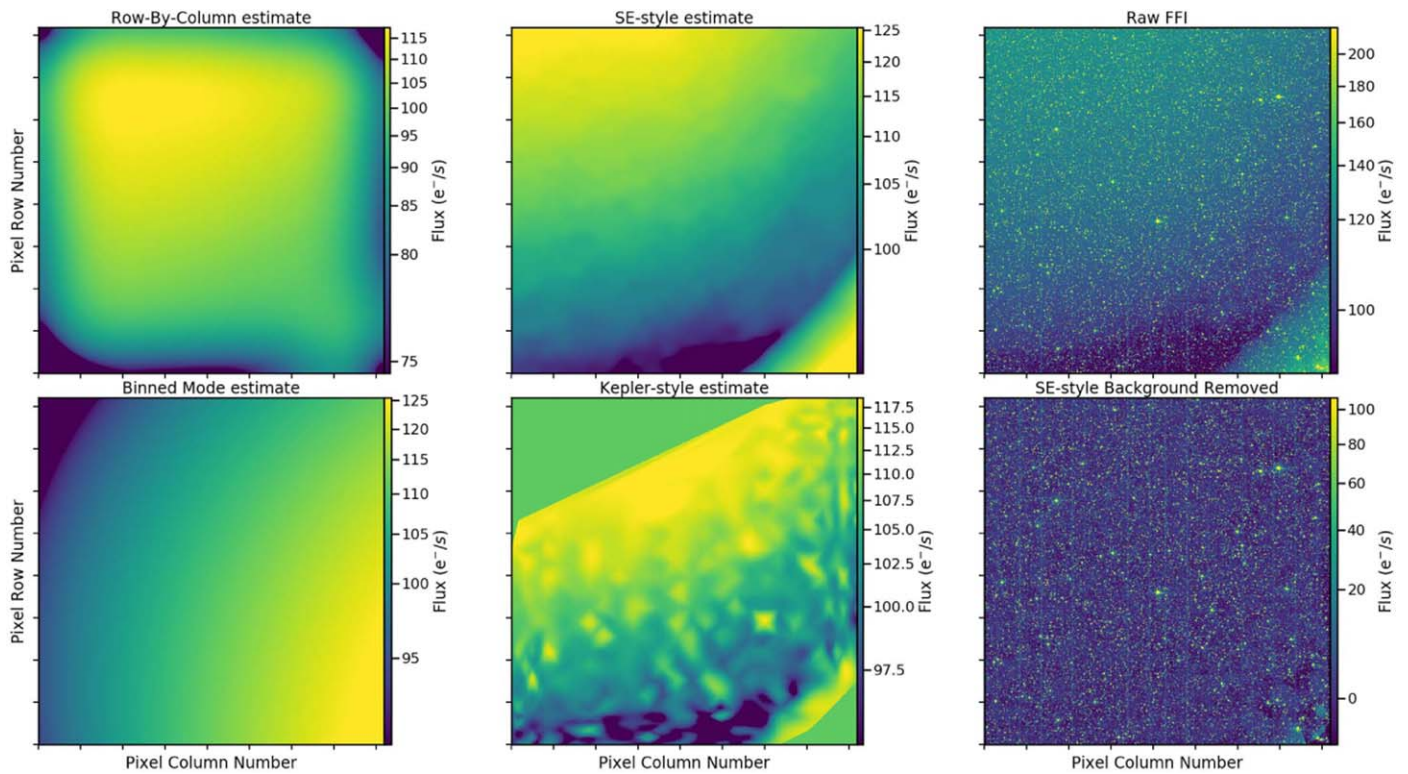 Row-By-Column estimate
SE-style estimate
Raw FFI
115
110
105
100
95
90
85
80
75
125
120
115
110
105
100
200
180
160
140
120
100
Pixel Row Number
Flux (e⁻/s)
Flux (e⁻/s)
Flux (e⁻/s)
Binned Mode estimate
Kepler-style estimate
SE-style Background Removed
125
120
115
110
105
100
95
117.5
115.0
112.5
110.0
107.5
105.0
102.5
100.0
97.5
100
80
60
40
20
0
Pixel Row Number
Flux (e⁻/s)
Flux (e⁻/s)
Flux (e⁻/s)
Pixel Column Number
Pixel Column Number
Pixel Column Number